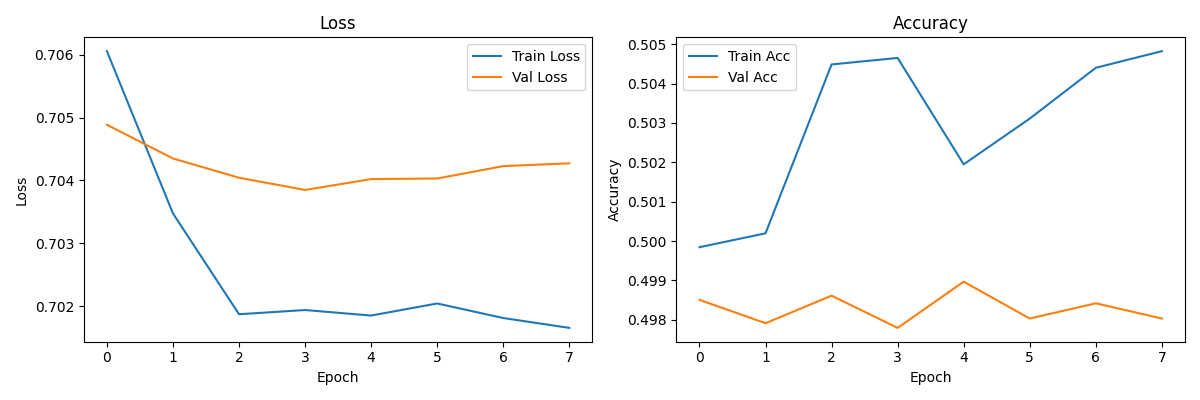 Loss
0.706
0.705
0.704
0.703
0.702
Loss
Train Loss
Val Loss
0 1 2 3 4 5 6 7
Epoch
Accuracy
0.505
0.504
0.503
0.502
0.501
0.500
0.499
0.498
Accuracy
Train Acc
Val Acc
0 1 2 3 4 5 6 7
Epoch